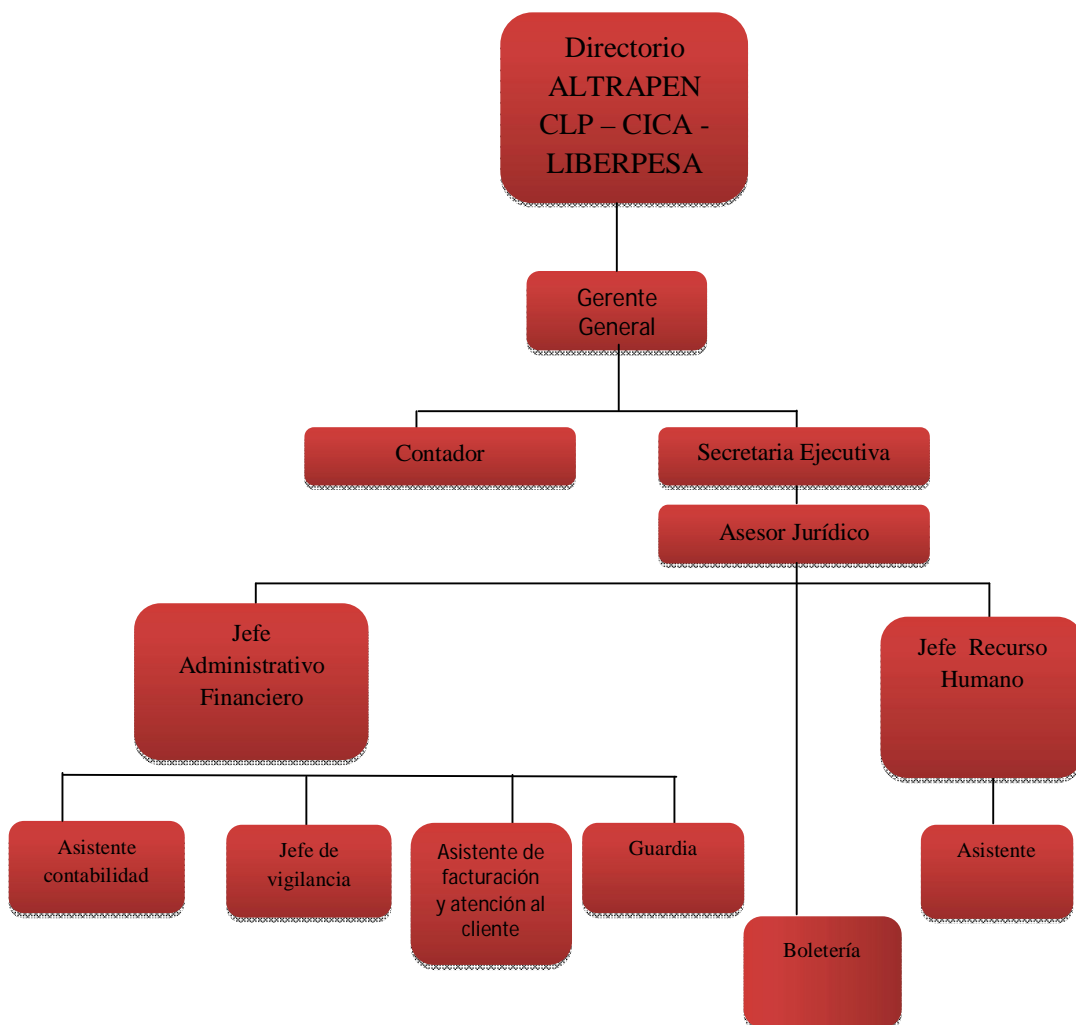 Directorio
ALTRAPEN
CLP – CICA -
LIBERPESA
Gerente
General
Contador
Secretaria Ejecutiva
Asesor Jurídico
Jefe
Administrativo
Financiero
Jefe Recurso
Humano
Asistente
contabilidad
Jefe de
vigilancia
Asistente de
facturación
y atención al
cliente
Guardia
Asistente
Boletería